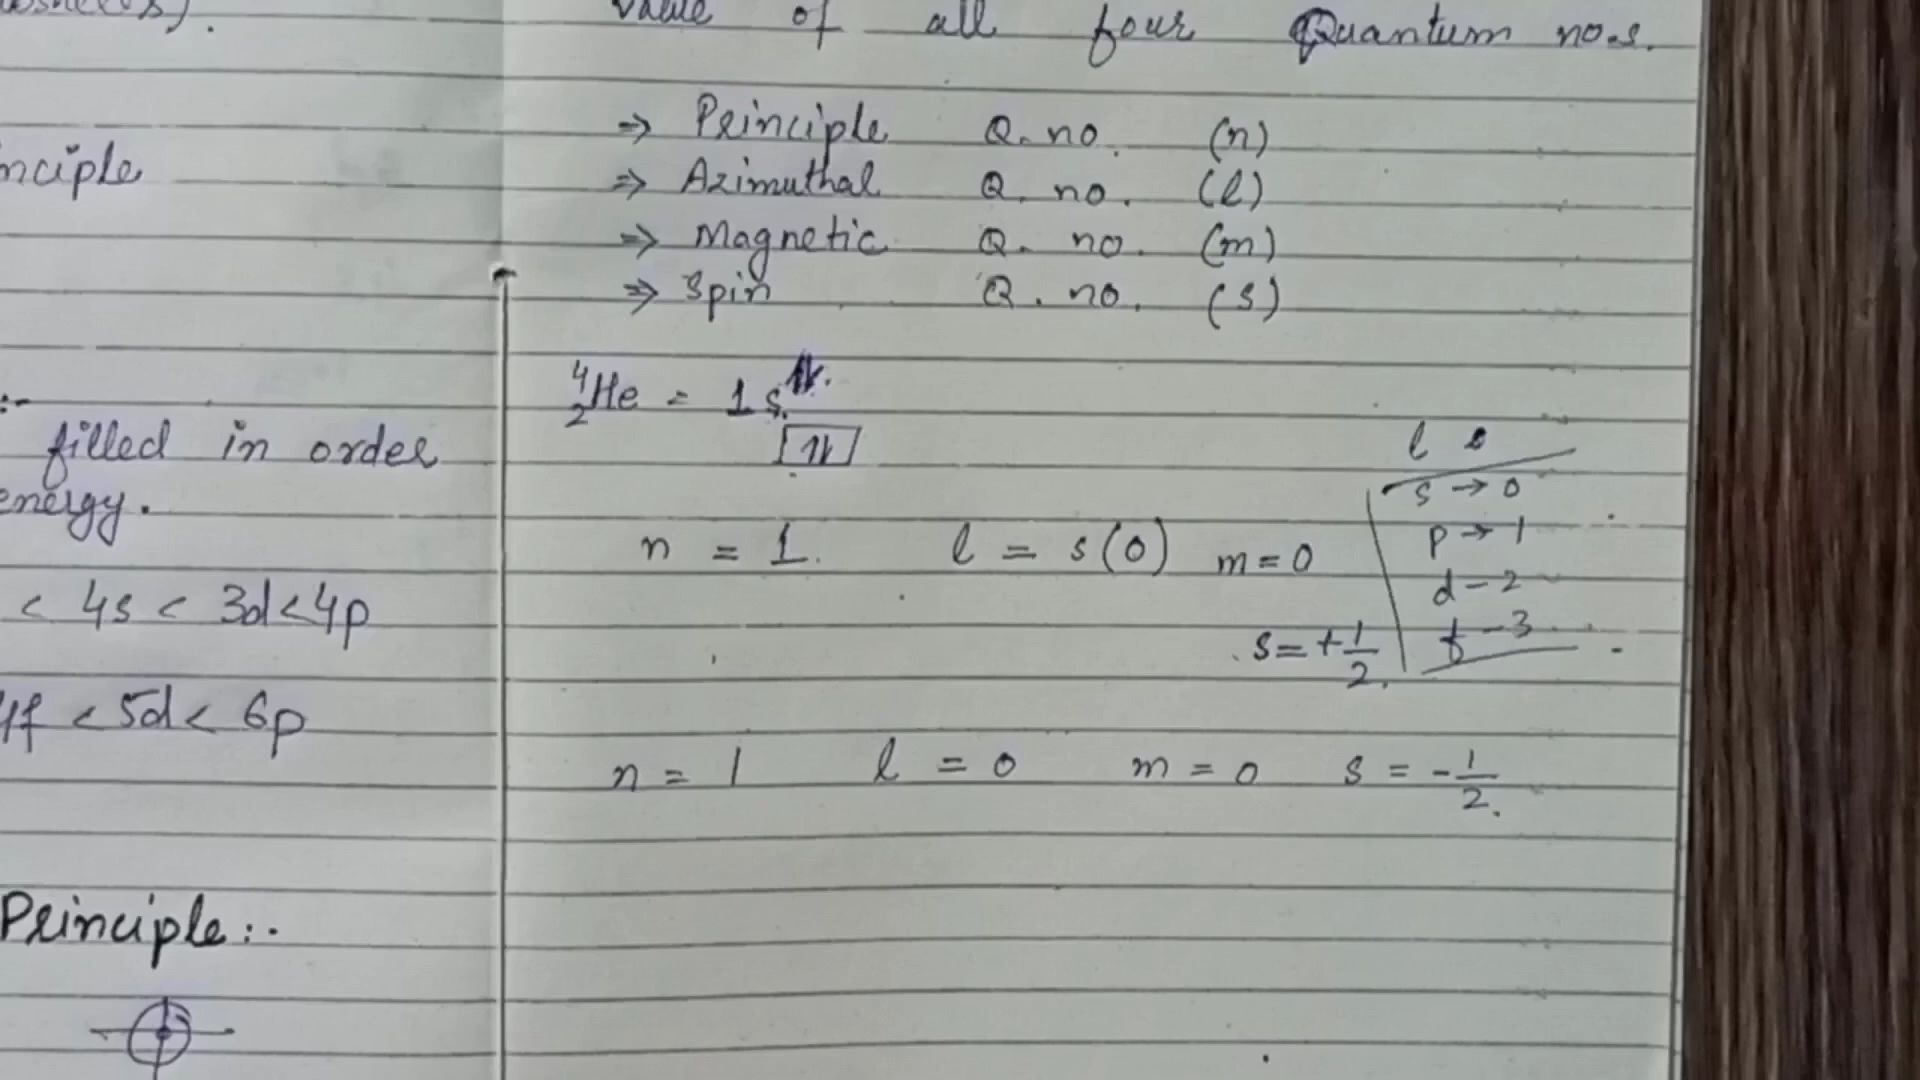 value of all four Quantum no.s.
⇒ Principle Q. no. (n)
nciple
⇒ Azimuthal Q. no. (l)
⇒ Magnetic Q. no. (m)
⇒ Spin Q. no. (s)
:-
⁴₂He = 1s
filled in order
energy.
l
s → 0
p → 1
d - 2
f - 3
n = 1. l = s(0) m = 0
s = + 1/2.
< 4s < 3d < 4p
4f < 5d < 6p
n = 1 l = 0 m = 0 s = - 1/2.
Principle :-